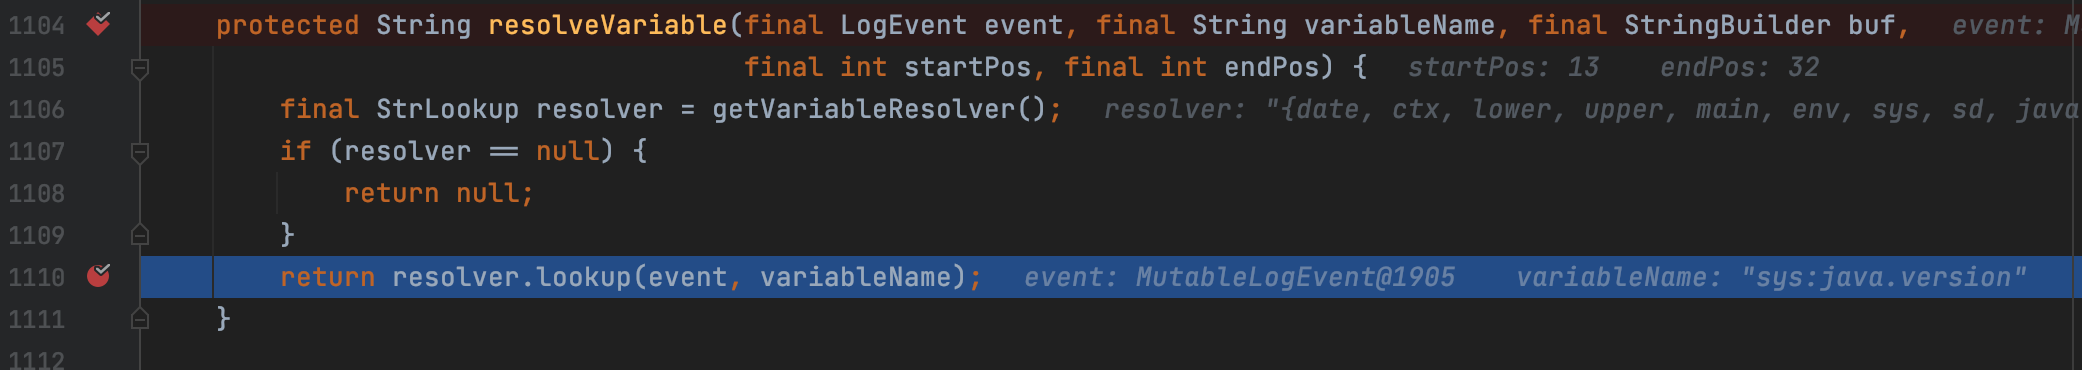 1104 protected String resolveVariable(final LogEvent event, final String variableName, final StringBuilder buf, event: M
1105 final int startPos, final int endPos) { startPos: 13 endPos: 32
1106 final StrLookup resolver = getVariableResolver(); resolver: "{date, ctx, lower, upper, main, env, sys, sd, java
1107 if (resolver == null) {
1108 return null;
1109 }
1110 return resolver.lookup(event, variableName); event: MutableLogEvent@1905 variableName: "sys:java.version"
1111 }
1112